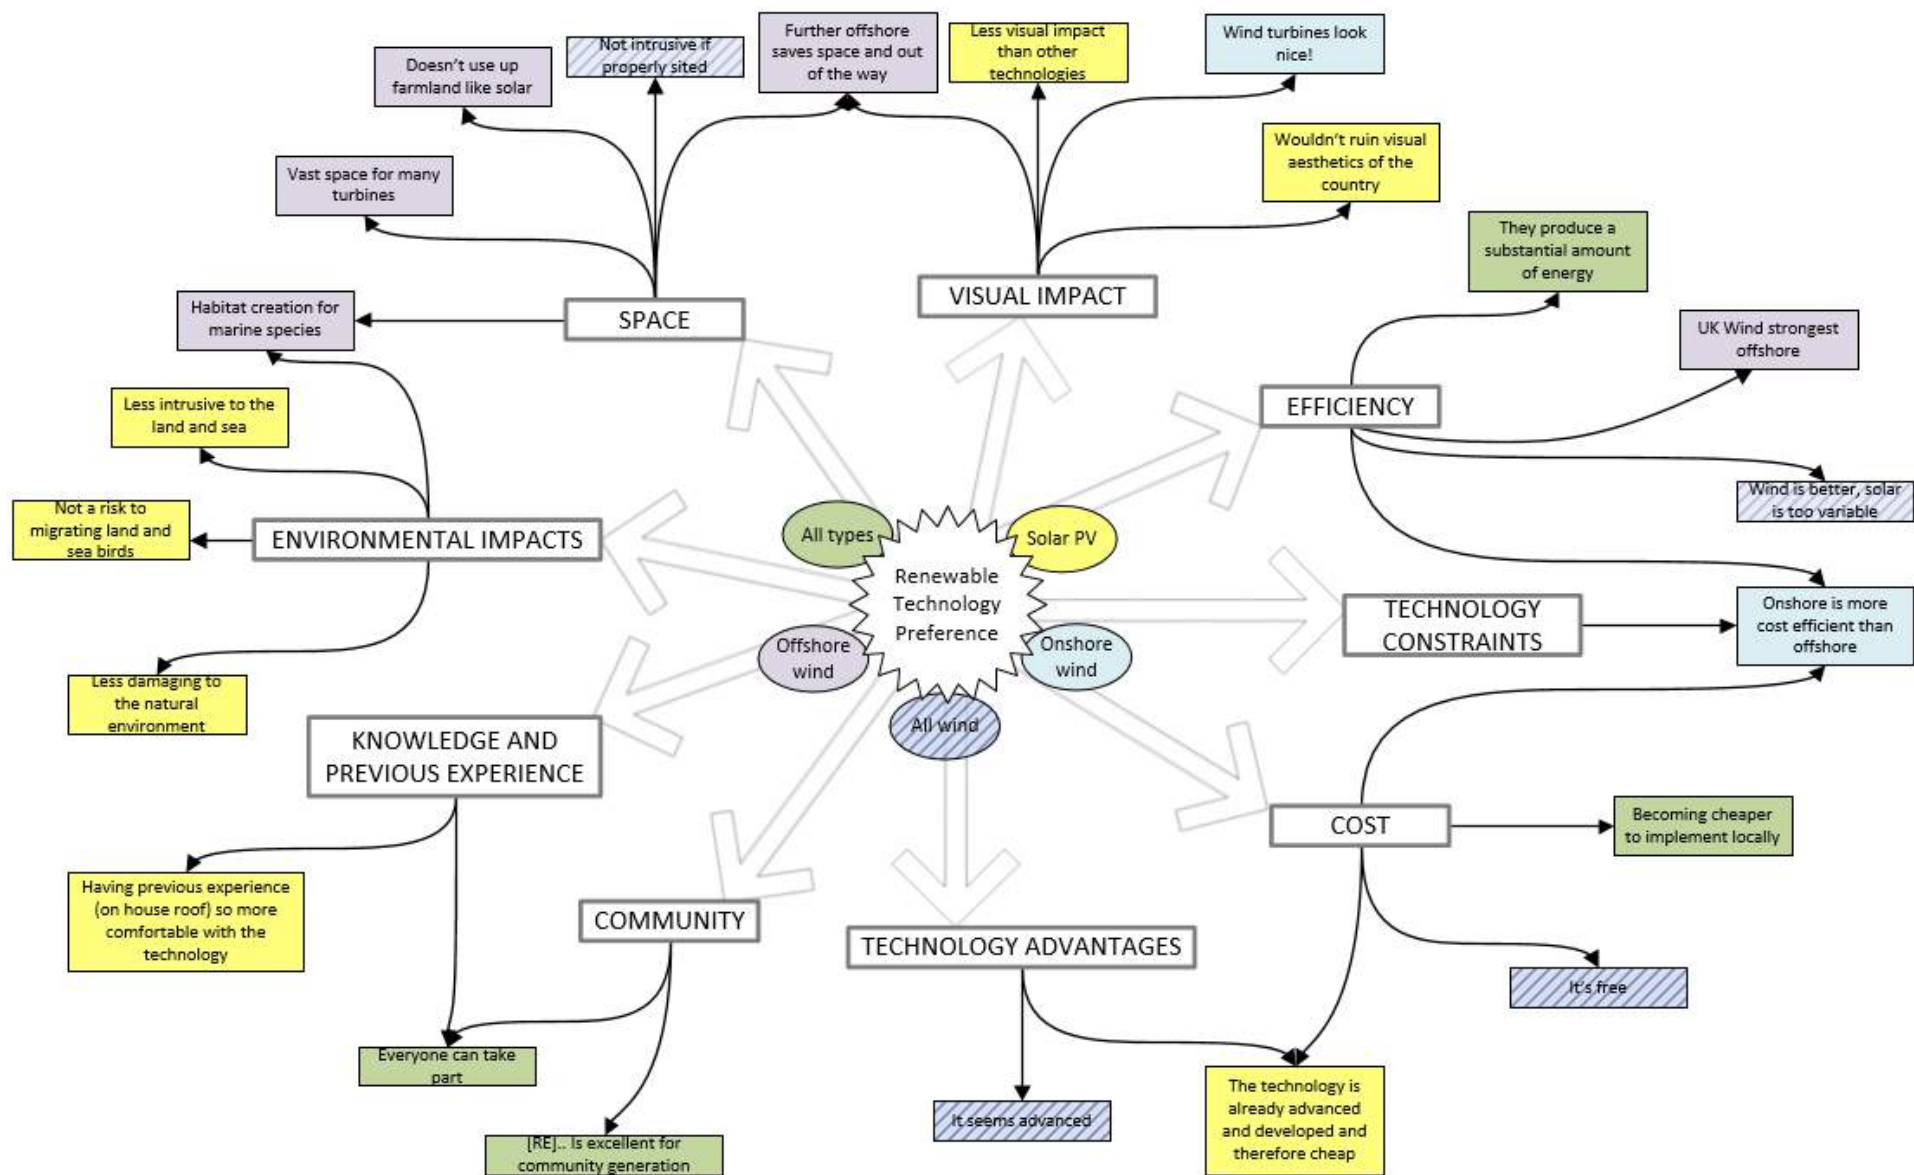 Further offshore
saves space and out
of the way
Less visual impact
than other
technologies
Wind turbines look
nice!
Not intrusive if
properly sited
Doesn't use up
farmland like solar
Wouldn't ruin visual
aesthetics of the
country
Vast space for many
turbines
They produce a
substantial amount
of energy
Habitat creation for
marine species
SPACE
VISUAL IMPACT
UK Wind strongest
offshore
Less intrusive to the
land and sea
EFFICIENCY
Not a risk to
migrating land and
sea birds
ENVIRONMENTAL IMPACTS
All types
Solar PV
Wind is better, solar
is too variable
Renewable
Technology
Preference
TECHNOLOGY
CONSTRAINTS
Onshore is more
cost efficient than
offshore
Offshore
wind
Onshore
wind
All wind
Less damaging to
the natural
environment
KNOWLEDGE AND
PREVIOUS EXPERIENCE
COST
Becoming cheaper
to implement locally
Having previous experience
(on house roof) so more
comfortable with the
technology
COMMUNITY
TECHNOLOGY ADVANTAGES
It's free
Everyone can take
part
It seems advanced
The technology is
already advanced
and developed and
therefore cheap
[RE].. Is excellent for
community generation